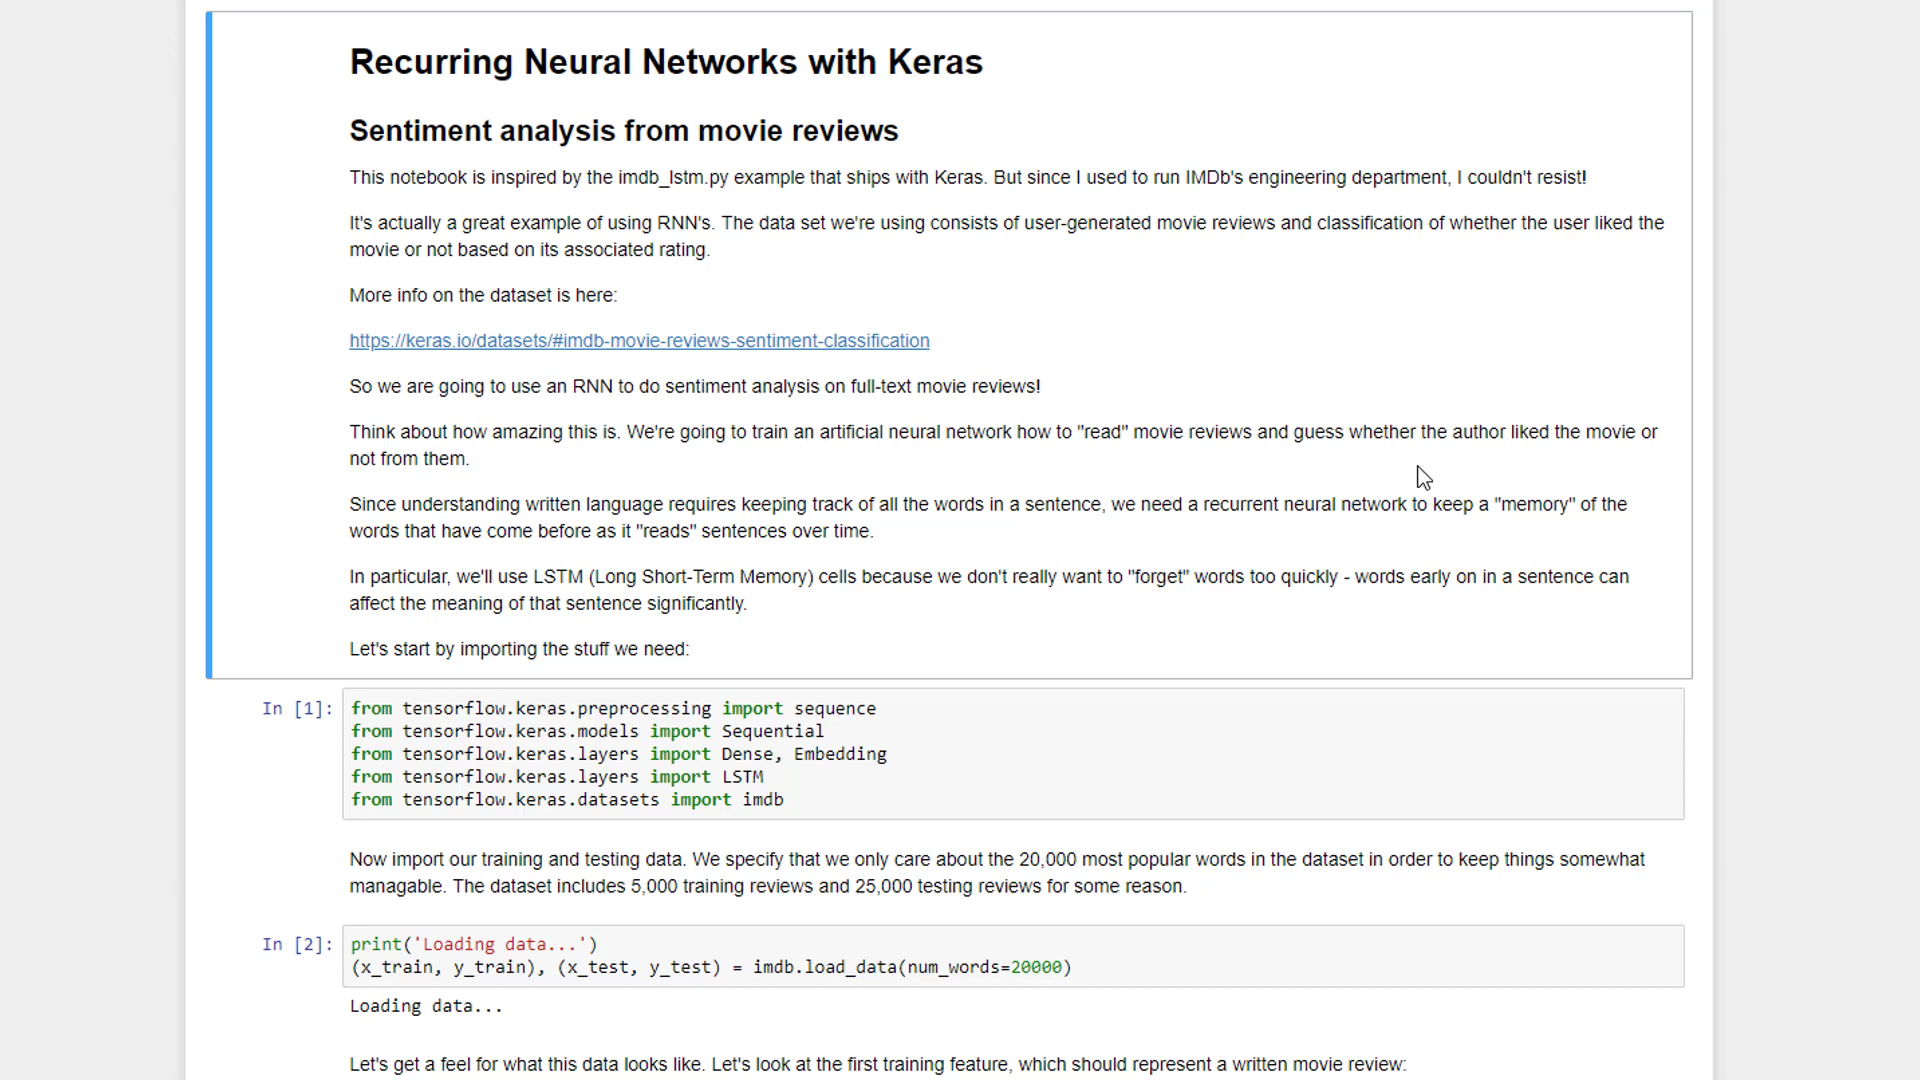 Recurring Neural Networks with Keras
Sentiment analysis from movie reviews
This notebook is inspired by the imdb_lstm.py example that ships with Keras. But since I used to run IMDb's engineering department, I couldn't resist!
It's actually a great example of using RNN's. The data set we're using consists of user-generated movie reviews and classification of whether the user liked the
movie or not based on its associated rating.
More info on the dataset is here:
https://keras.io/datasets/#imdb-movie-reviews-sentiment-classification
So we are going to use an RNN to do sentiment analysis on full-text movie reviews!
Think about how amazing this is. We're going to train an artificial neural network how to "read" movie reviews and guess whether the author liked the movie or
not from them.
Since understanding written language requires keeping track of all the words in a sentence, we need a recurrent neural network to keep a "memory" of the
words that have come before as it "reads" sentences over time.
In particular, we'll use LSTM (Long Short-Term Memory) cells because we don't really want to "forget" words too quickly - words early on in a sentence can
affect the meaning of that sentence significantly.
Let's start by importing the stuff we need:
In [1]: from tensorflow.keras.preprocessing import sequence
from tensorflow.keras.models import Sequential
from tensorflow.keras.layers import Dense, Embedding
from tensorflow.keras.layers import LSTM
from tensorflow.keras.datasets import imdb
Now import our training and testing data. We specify that we only care about the 20,000 most popular words in the dataset in order to keep things somewhat
managable. The dataset includes 5,000 training reviews and 25,000 testing reviews for some reason.
In [2]: print('Loading data...')
(x_train, y_train), (x_test, y_test) = imdb.load_data(num_words=20000)
Loading data...
Let's get a feel for what this data looks like. Let's look at the first training feature, which should represent a written movie review: